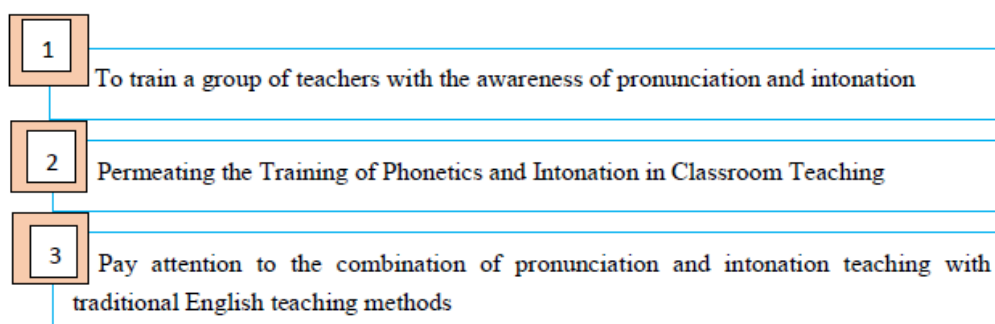 1
To train a group of teachers with the awareness of pronunciation and intonation
2
Permeating the Training of Phonetics and Intonation in Classroom Teaching
3
Pay attention to the combination of pronunciation and intonation teaching with
traditional English teaching methods